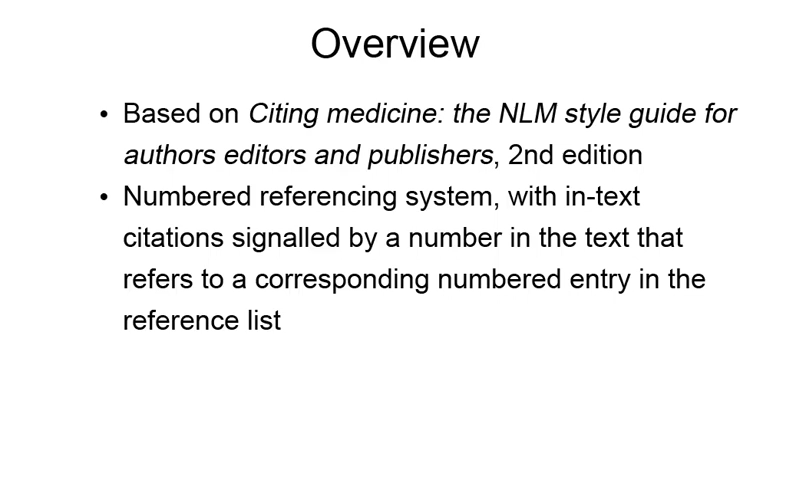 Overview
• Based on Citing medicine: the NLM style guide for
authors editors and publishers, 2nd edition
• Numbered referencing system, with in-text
citations signalled by a number in the text that
refers to a corresponding numbered entry in the
reference list